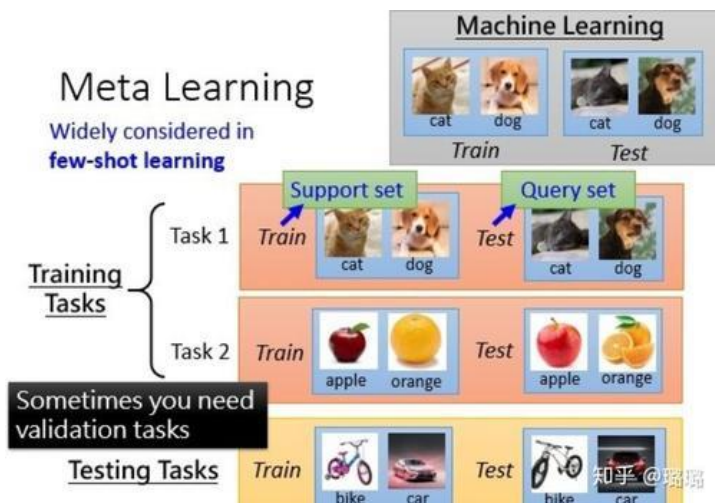 Machine Learning
cat dog cat dog
Train Test
Meta Learning
Widely considered in
few-shot learning
Support set Query set
Training
Tasks
Task 1 Train Test
cat dog cat dog
Task 2 Train Test
apple orange apple orange
Sometimes you need
validation tasks
Testing Tasks Train Test
bike car bike car
知乎 @璐璐